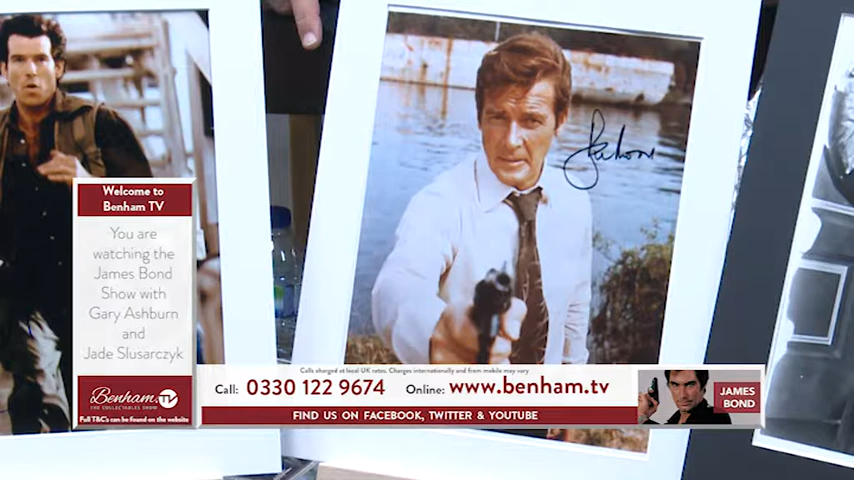 Welcome to
Benham TV
You are
watching the
James Bond
Show with
Gary Ashburn
and
Jade Slusarczyk
Benham TV
THE COLLECTABLES SHOW
Full T&C's can be found on the website
Calls charged at local UK rates. Charges internationally and from mobile may vary
Call: 0330 122 9674 Online: www.benham.tv
FIND US ON FACEBOOK, TWITTER & YOUTUBE
JAMES
BOND